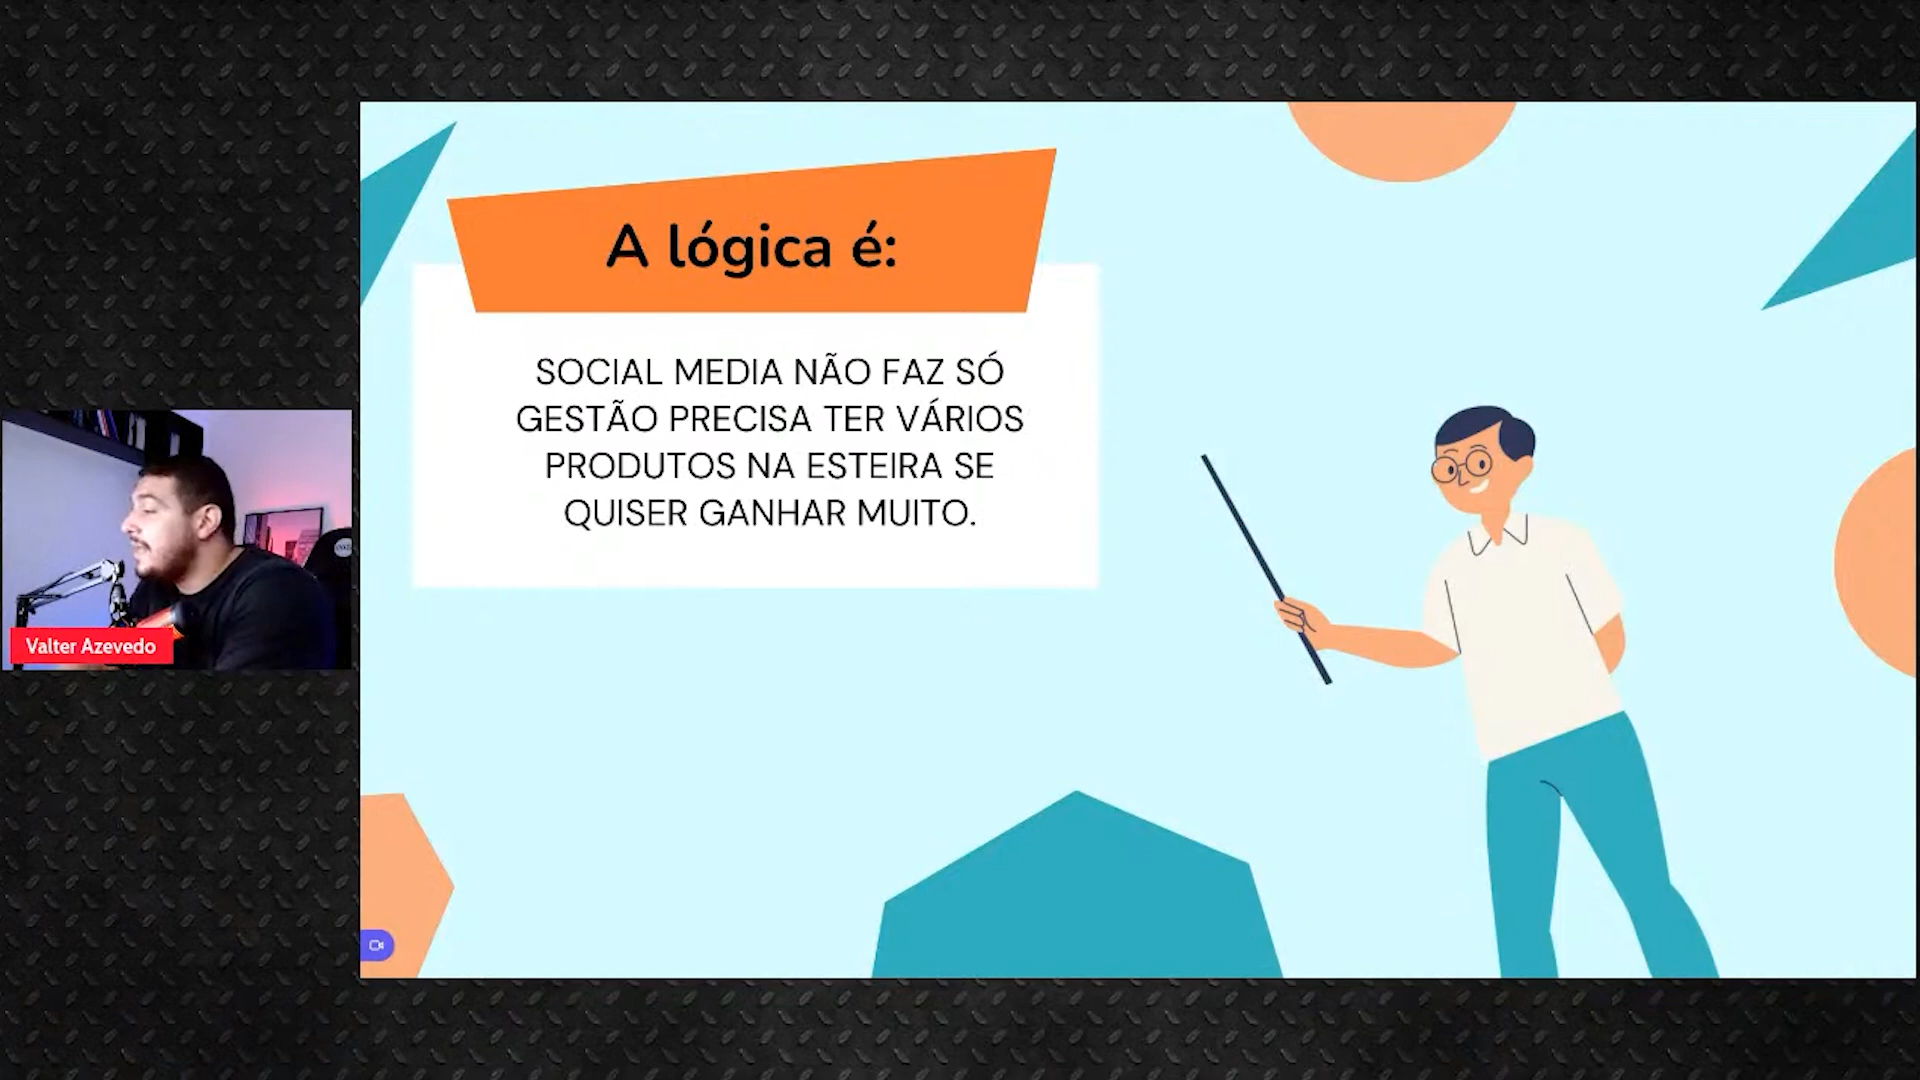 A lógica é:
SOCIAL MEDIA NÃO FAZ SÓ
GESTÃO PRECISA TER VÁRIOS
PRODUTOS NA ESTEIRA SE
QUISER GANHAR MUITO.
Valter Azevedo